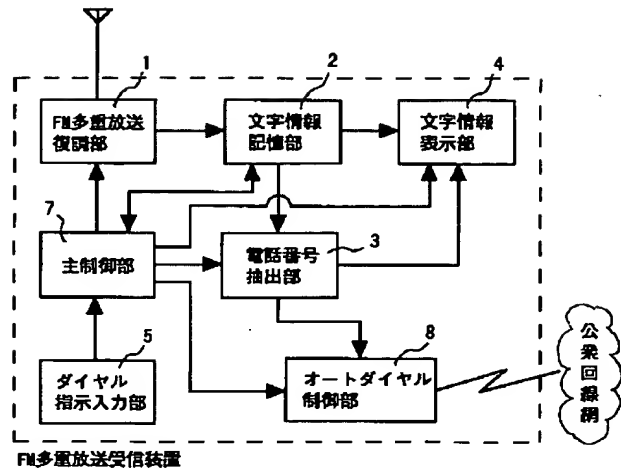 1
FM多重放送
復調部
2
文字情報
記憶部
4
文字情報
表示部
7
主制御部
電話番号
抽出部
3
5
ダイヤル
指示入力部
8
オートダイヤル
制御部
公衆回線網
FM多重放送受信装置